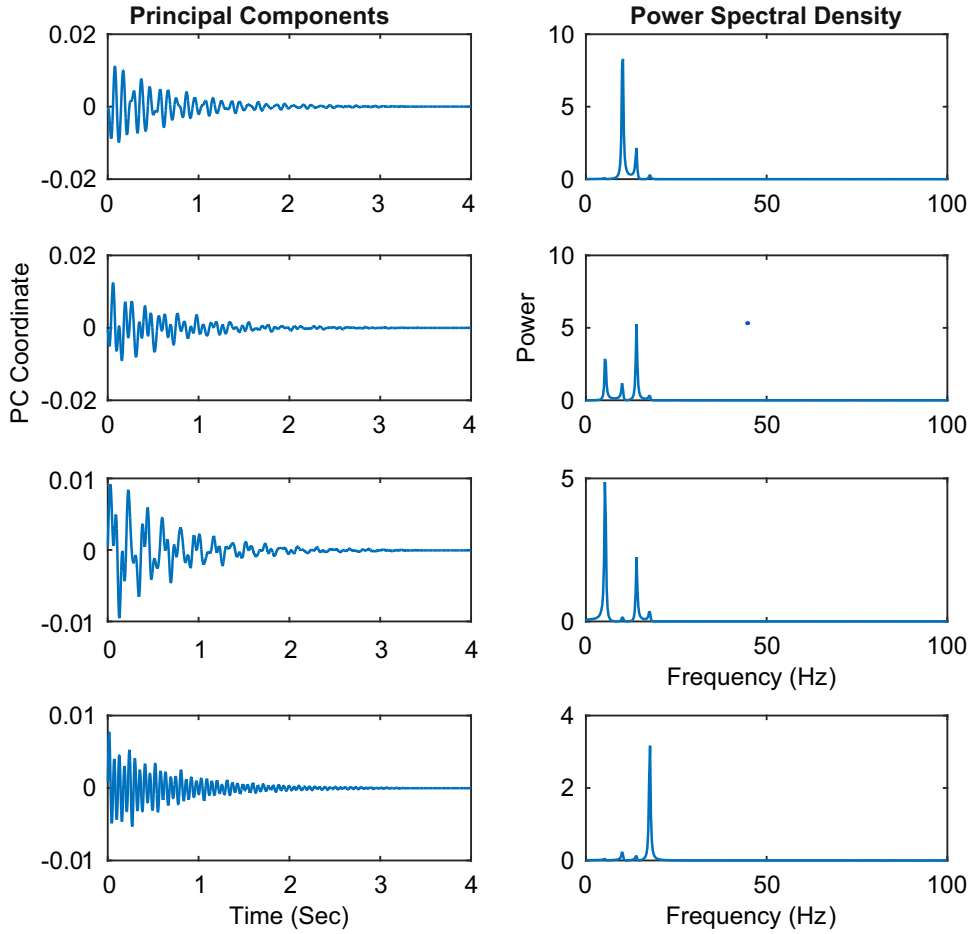 Principal Components
Power Spectral Density
0.02
0
-0.02
0 1 2 3 4
10
5
0
0 50 100
0.02
0
-0.02
0 1 2 3 4
10
5
0
0 50 100
PC Coordinate
Power
0.01
0
0.01
0 1 2 3 4
5
0
0 50 100
Frequency (Hz)
0.01
0
-0.01
0 1 2 3 4
Time (Sec)
4
2
0
0 50 100
Frequency (Hz)